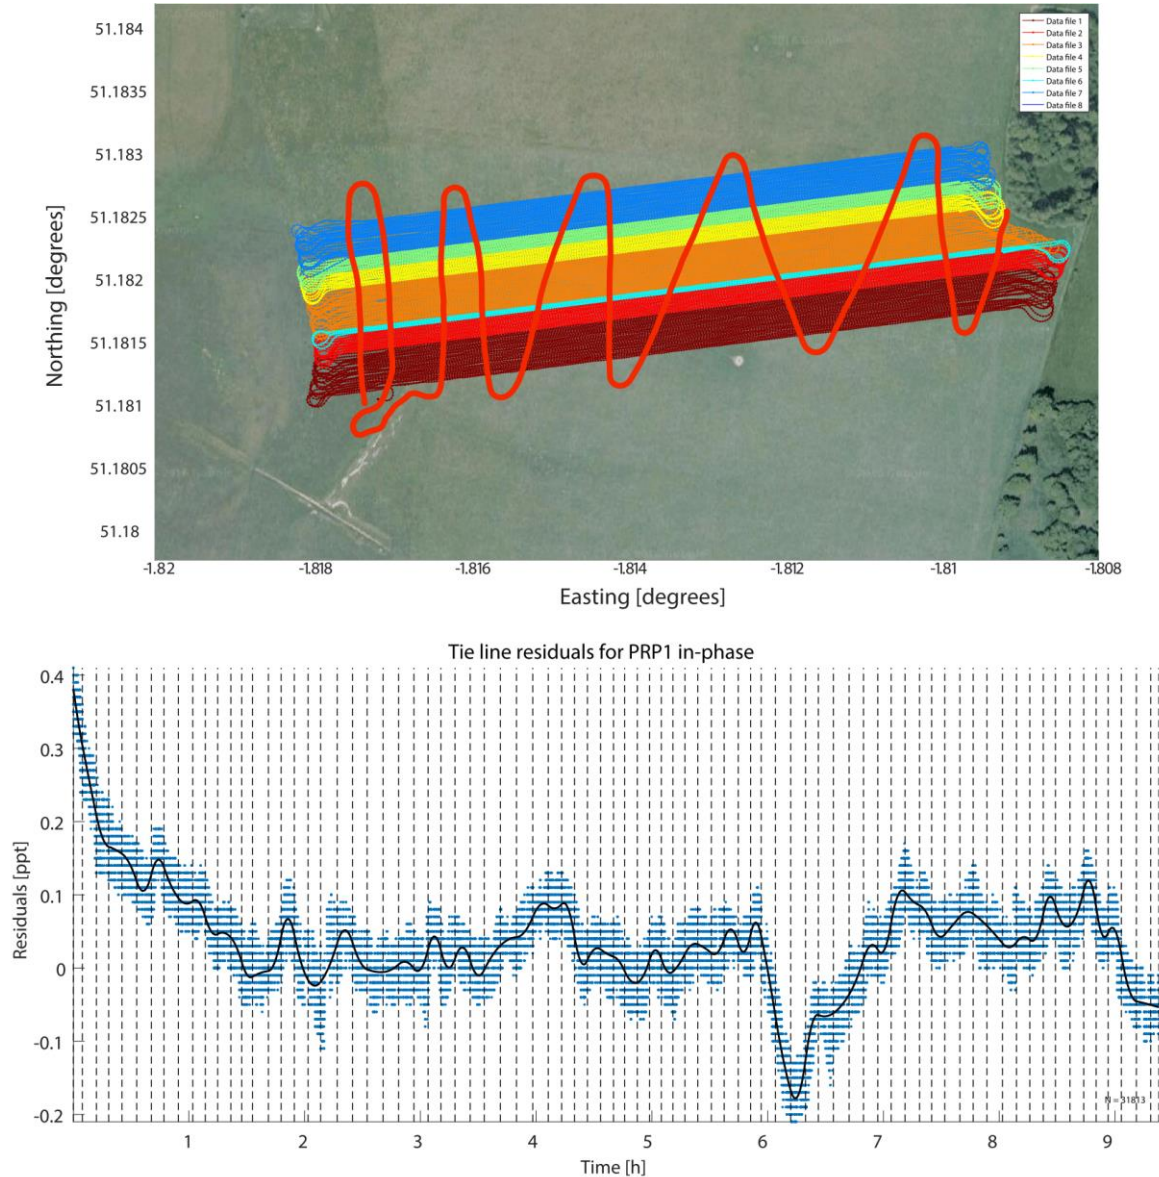 51.184
51.1835
51.183
51.1825
51.182
51.1815
51.181
51.1805
51.18
Northing [degrees]
Data file 1
Data file 2
Data file 3
Data file 4
Data file 5
Data file 6
Data file 7
Data file 8
-1.82 -1.818 -1.816 -1.814 -1.812 -1.81 -1.808
Easting [degrees]
Tie line residuals for PRP1 in-phase
0.4
0.3
0.2
0.1
0
-0.1
-0.2
Residuals [ppt]
N = 31813
1 2 3 4 5 6 7 8 9
Time [h]